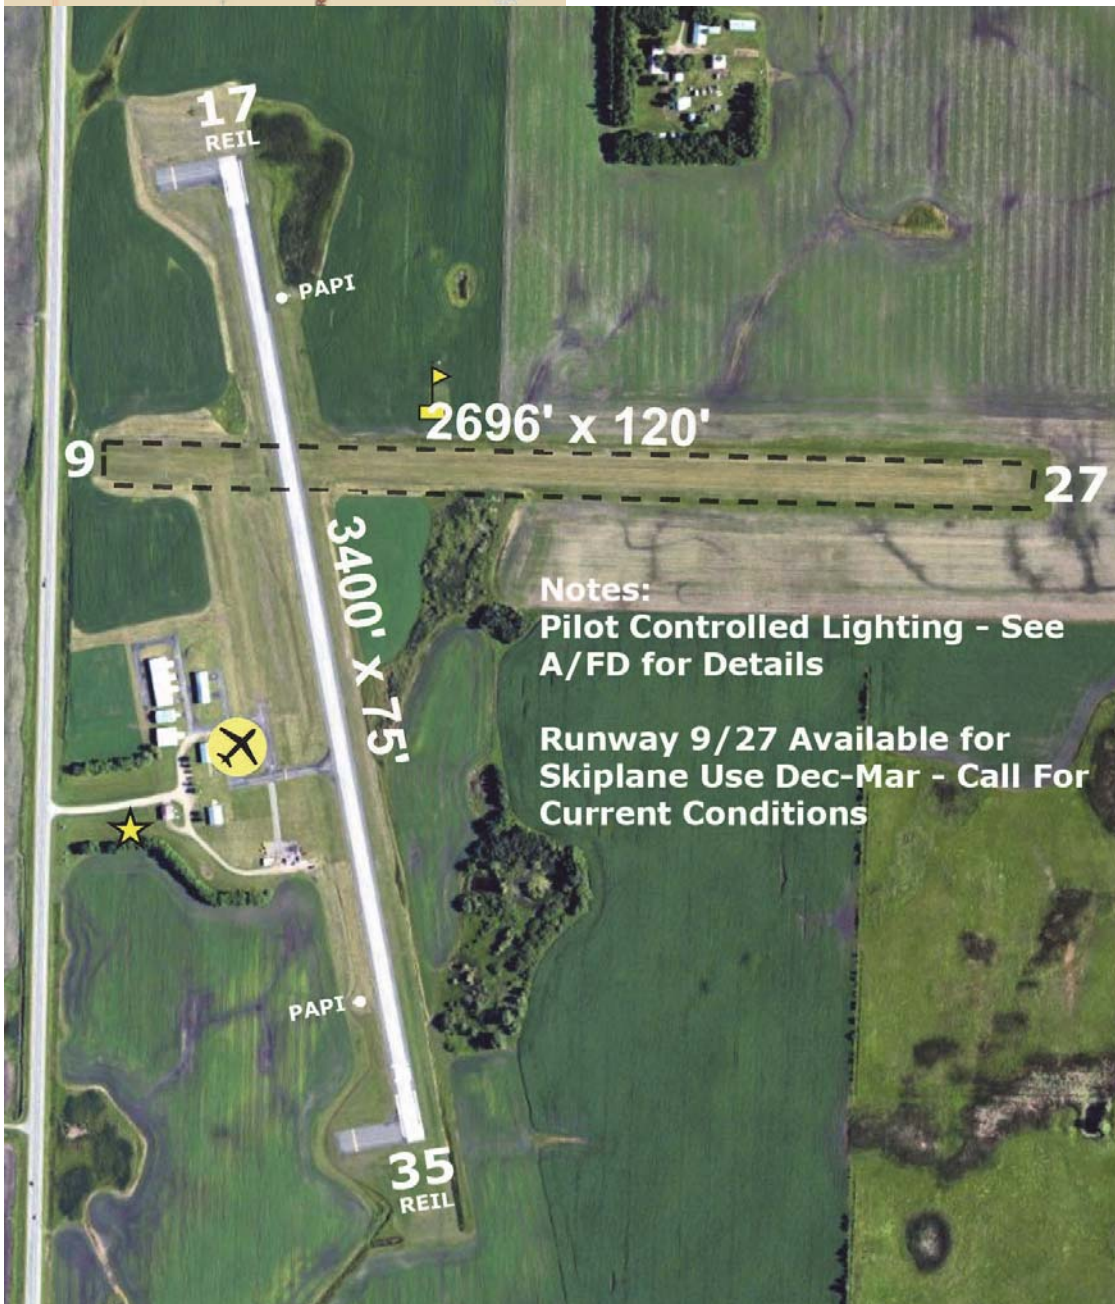 17
REIL
PAPI
2696' x 120'
9
27
3400' x 75'
Notes:
Pilot Controlled Lighting - See
A/FD for Details
Runway 9/27 Available for
Skiplane Use Dec-Mar - Call For
Current Conditions
PAPI
35
REIL